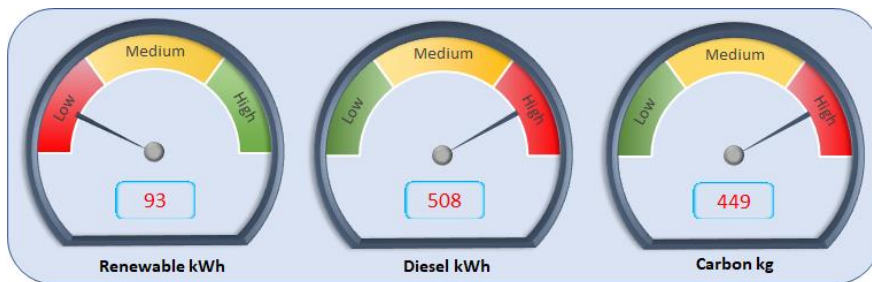 Low
Medium
High
93
Renewable kWh
Low
Medium
High
508
Diesel kWh
Low
Medium
High
449
Carbon kg